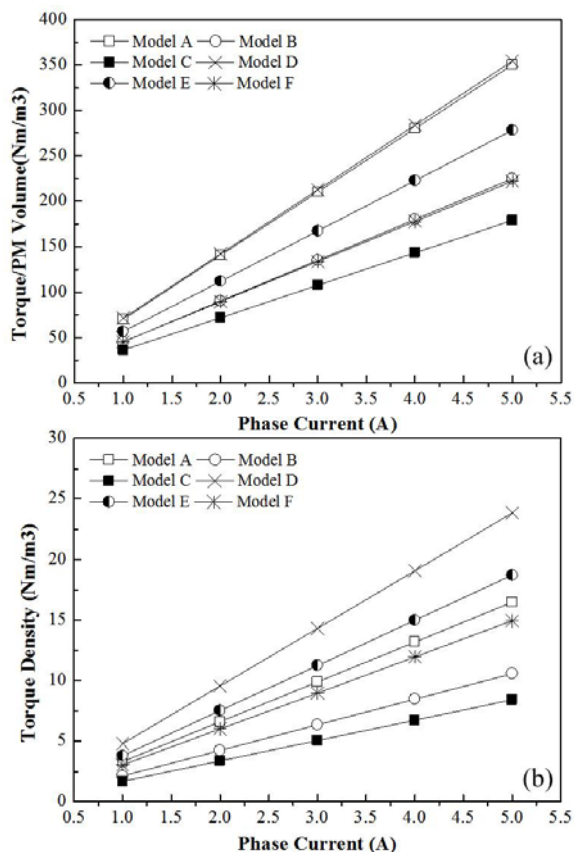 400
350
300
250
200
150
100
50
0
Torque/PM Volume(Nm/m3)
Model A Model B
Model C Model D
Model E Model F
(a)
0.5 1.0 1.5 2.0 2.5 3.0 3.5 4.0 4.5 5.0 5.5
Phase Current (A)
30
25
20
15
10
5
0
Torque Density (Nm/m3)
Model A Model B
Model C Model D
Model E Model F
(b)
0.5 1.0 1.5 2.0 2.5 3.0 3.5 4.0 4.5 5.0 5.5
Phase Current (A)